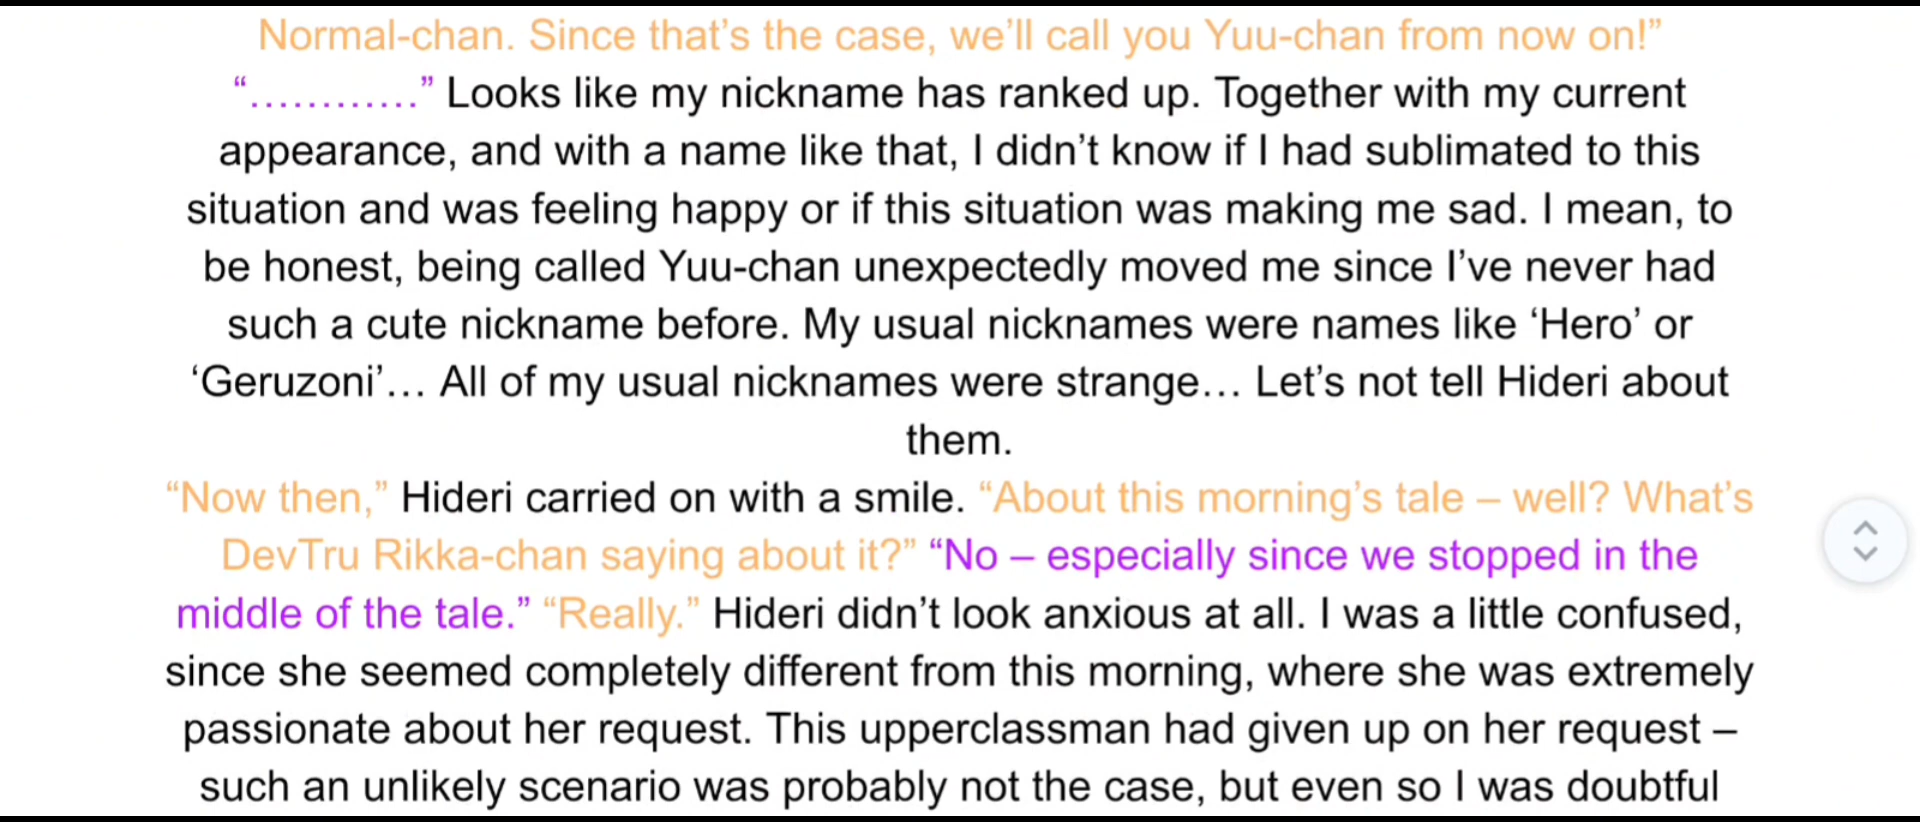 Normal-chan. Since that’s the case, we’ll call you Yuu-chan from now on!”
“………….” Looks like my nickname has ranked up. Together with my current
appearance, and with a name like that, I didn’t know if I had sublimated to this
situation and was feeling happy or if this situation was making me sad. I mean, to
be honest, being called Yuu-chan unexpectedly moved me since I’ve never had
such a cute nickname before. My usual nicknames were names like ‘Hero’ or
‘Geruzoni’… All of my usual nicknames were strange… Let’s not tell Hideri about
them.
“Now then,” Hideri carried on with a smile. “About this morning’s tale – well? What’s
DevTru Rikka-chan saying about it?” “No – especially since we stopped in the
middle of the tale.” “Really.” Hideri didn’t look anxious at all. I was a little confused,
since she seemed completely different from this morning, where she was extremely
passionate about her request. This upperclassman had given up on her request –
such an unlikely scenario was probably not the case, but even so I was doubtful